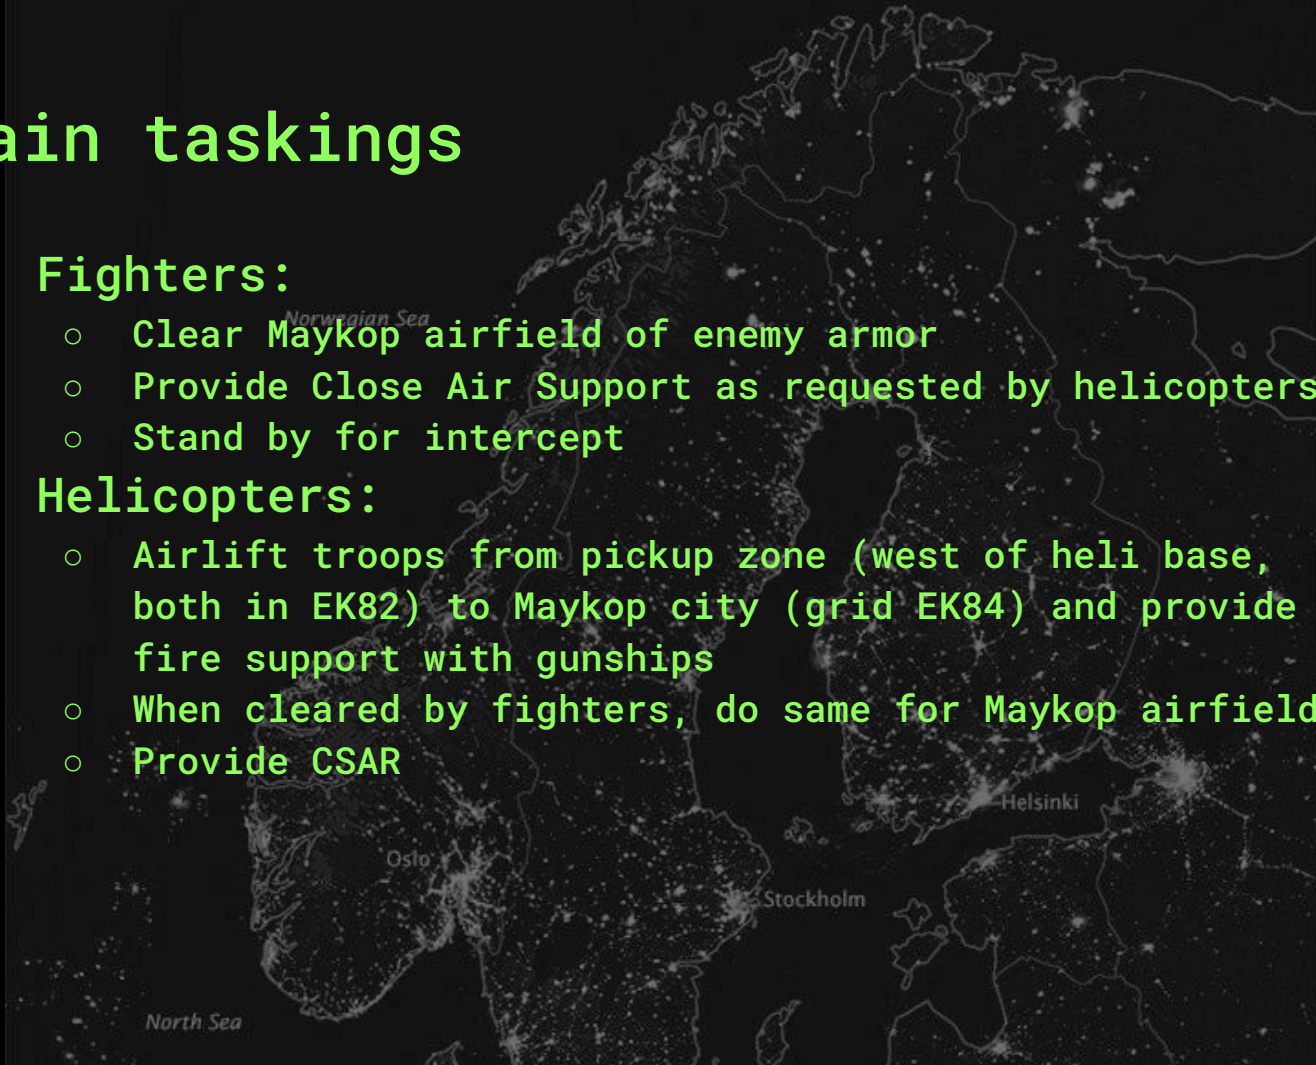 ain taskings
Fighters:
Norwegian Sea
○ Clear Maykop airfield of enemy armor
○ Provide Close Air Support as requested by helicopters
○ Stand by for intercept
Helicopters:
○ Airlift troops from pickup zone (west of heli base,
both in EK82) to Maykop city (grid EK84) and provide
fire support with gunships
○ When cleared by fighters, do same for Maykop airfield
○ Provide CSAR
Helsinki
Oslo
Stockholm
North Sea